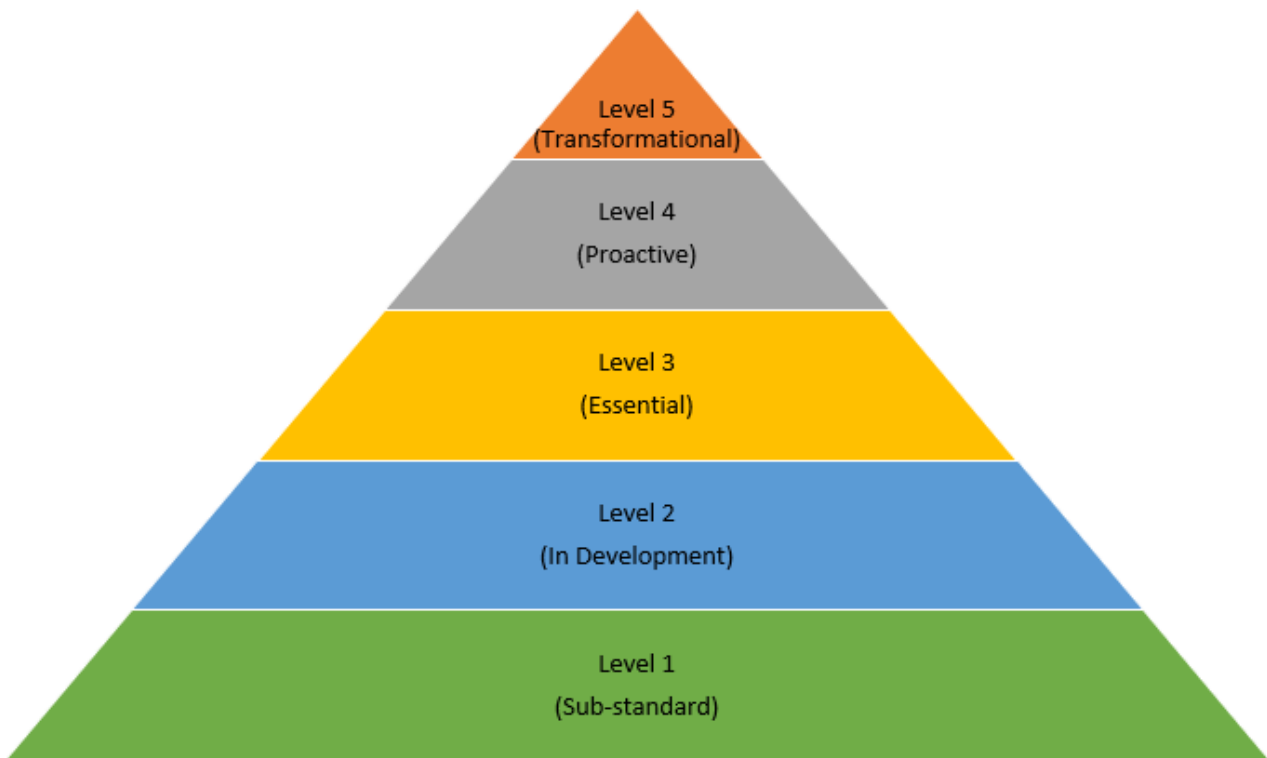 Level 5
(Transformational)
Level 4
(Proactive)
Level 3
(Essential)
Level 2
(In Development)
Level 1
(Sub-standard)